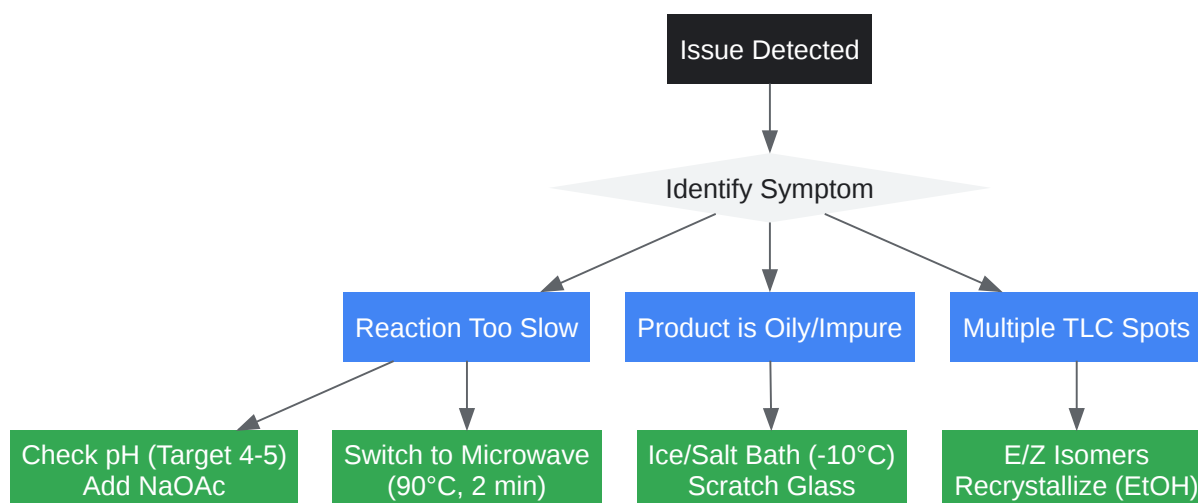 Issue Detected
Identify Symptom
Reaction Too Slow
Product is Oily/Impure
Multiple TLC Spots
Check pH (Target 4-5)
Add NaOAc
Switch to Microwave
(90°C, 2 min)
Ice/Salt Bath (-10°C)
Scratch Glass
E/Z Isomers
Recrystallize (EtOH)